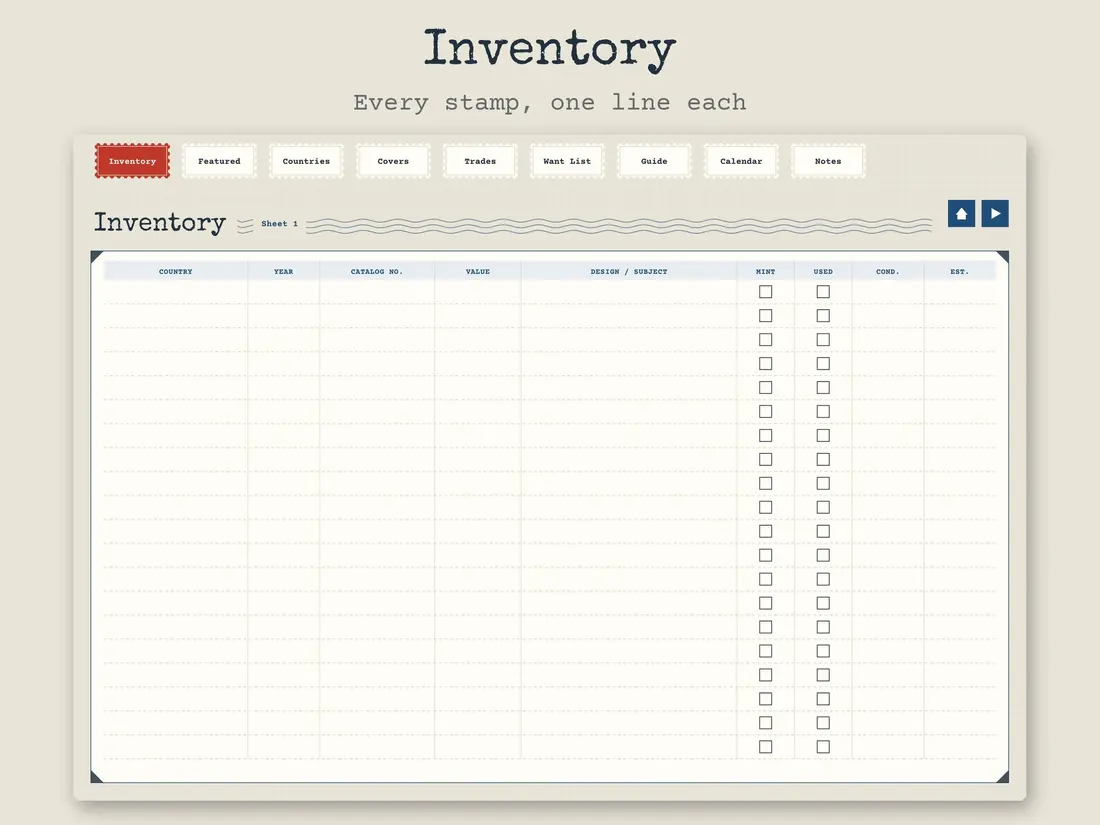 Inventory
Every stamp, one line each
Inventory Featured Countries Covers Trades Want List Guide Calendar Notes
Inventory Sheet 1
COUNTRY YEAR CATALOG NO. VALUE DESIGN / SUBJECT MINT USED COND. EST.